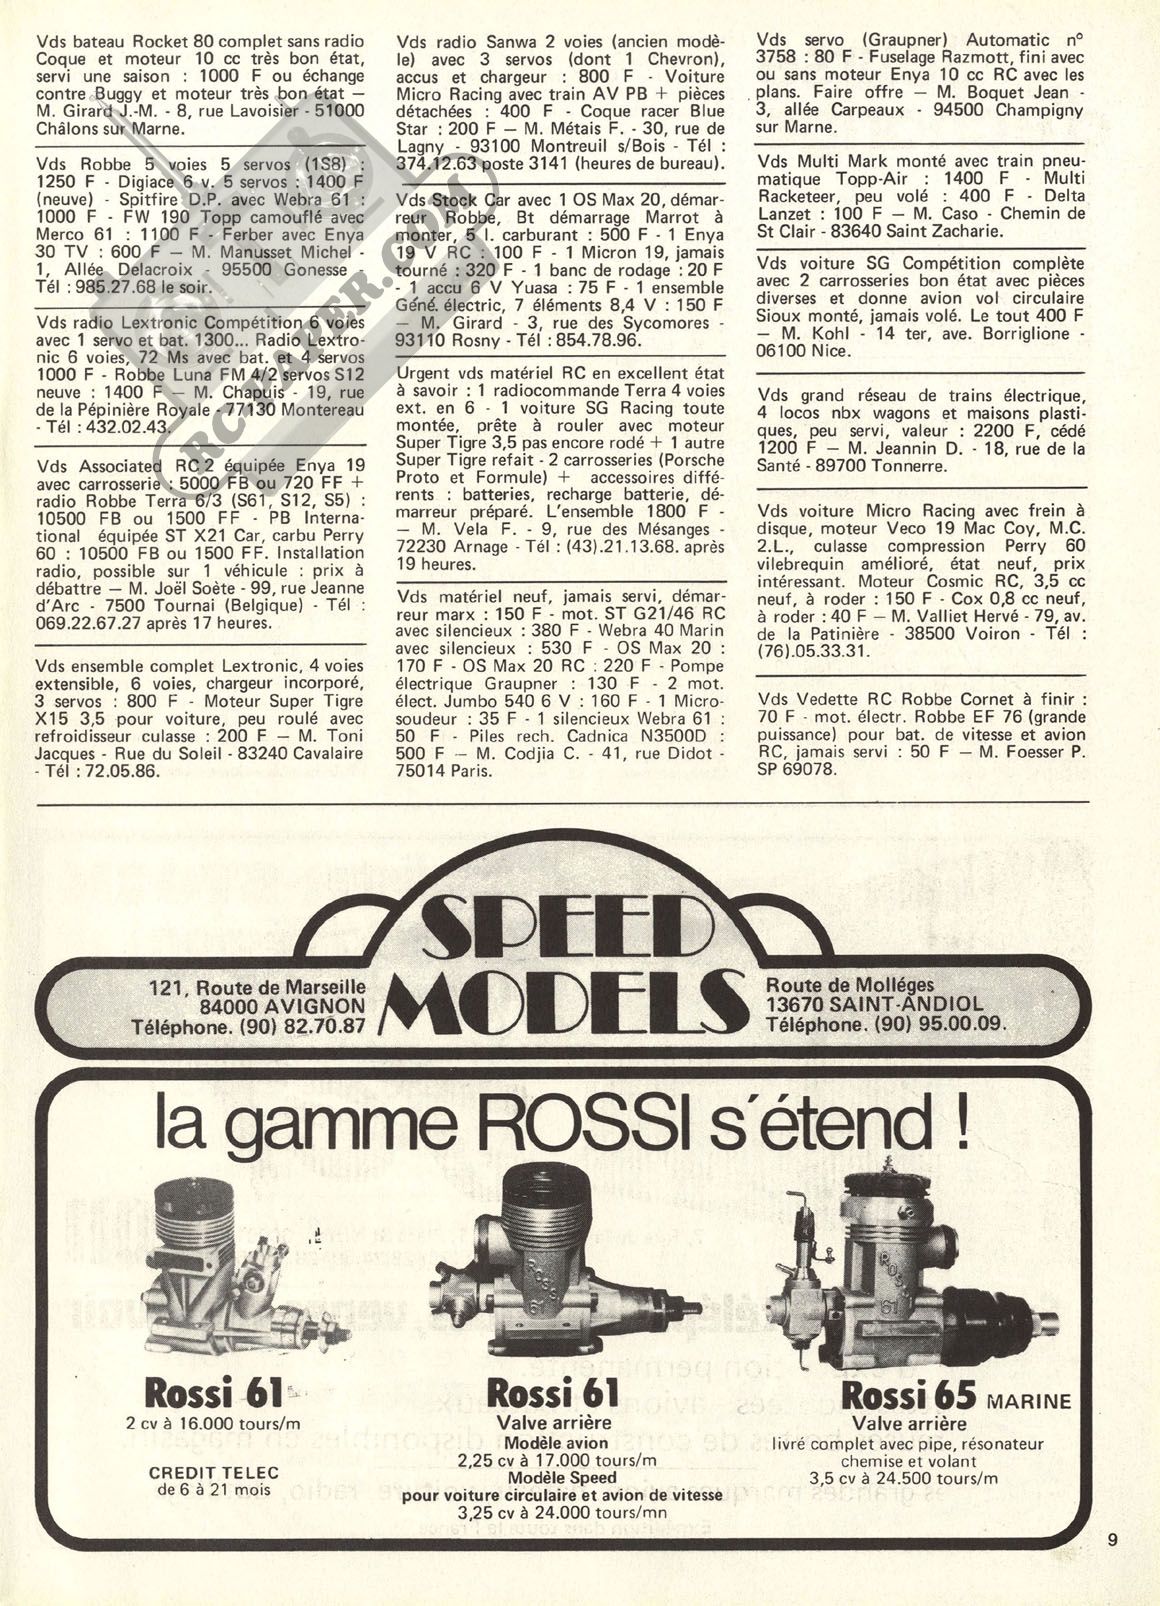 Vds bateau Rocket 80 complet sans radio
Coque et moteur 10 cc très bon état,
servi une saison : 1000 F ou échange
contre Buggy et moteur très bon état —
M. Girard J.-M. - 8, rue Lavoisier - 51000
Châlons sur Marne.
Vds Robbe 5 voies 5 servos (1S8) :
1250 F - Digiace 6 v. 5 servos : 1400 F
(neuve) - Spitfire D.P. avec Webra 61 :
1000 F - FW 190 Topp camouflé avec
Merco 61 : 1100 F - Ferber avec Enya
30 TV : 600 F — M. Manusset Michel -
1, Allée Delacroix - 95500 Gonesse -
Tél : 985.27.68 le soir.
Vds radio Lextronic Compétition 6 voies
avec 1 servo et bat. 1300... Radio Lextro-
nic 6 voies, 72 Ms avec bat. et 4 servos
1000 F - Robbe Luna FM 4/2 servos S12
neuve : 1400 F — M. Chapuis - 19, rue
de la Pépinière Royale - 77130 Montereau
- Tél : 432.02.43.
Vds Associated RC 2 équipée Enya 19
avec carrosserie : 5000 FB ou 720 FF +
radio Robbe Terra 6/3 (S61, S12, S5) :
10500 FB ou 1500 FF - PB Interna-
tional équipée ST X21 Car, carbu Perry
60 : 10500 FB ou 1500 FF. Installation
radio, possible sur 1 véhicule : prix à
débattre — M. Joël Soète - 99, rue Jeanne
d'Arc - 7500 Tournai (Belgique) - Tél :
069.22.67.27 après 17 heures.
Vds ensemble complet Lextronic, 4 voies
extensible, 6 voies, chargeur incorporé,
3 servos : 800 F - Moteur Super Tigre
X15 3,5 pour voiture, peu roulé avec
refroidisseur culasse : 200 F — M. Toni
Jacques - Rue du Soleil - 83240 Cavalaire
- Tél : 72.05.86.
Vds radio Sanwa 2 voies (ancien modè-
le) avec 3 servos (dont 1 Chevron),
accus et chargeur : 800 F - Voiture
Micro Racing avec train AV PB + pièces
détachées : 400 F - Coque racer Blue
Star : 200 F — M. Métais F. - 30, rue de
Lagny - 93100 Montreuil s/Bois - Tél :
374.12.63 poste 3141 (heures de bureau).
Vds Stock Car avec 1 OS Max 20, démar-
reur Robbe, Bt démarrage Marrot à
monter, 5 l. carburant : 500 F - 1 Enya
19 V RC : 100 F - 1 Micron 19, jamais
tourné : 320 F - 1 banc de rodage : 20 F
- 1 accu 6 V Yuasa : 75 F - 1 ensemble
Géné. électric, 7 éléments 8,4 V : 150 F
— M. Girard - 3, rue des Sycomores -
93110 Rosny - Tél : 854.78.96.
Urgent vds matériel RC en excellent état
à savoir : 1 radiocommande Terra 4 voies
ext. en 6 - 1 voiture SG Racing toute
montée, prête à rouler avec moteur
Super Tigre 3,5 pas encore rodé + 1 autre
Super Tigre refait - 2 carrosseries (Porsche
Proto et Formule) + accessoires diffé-
rents : batteries, recharge batterie, dé-
marreur préparé. L'ensemble 1800 F -
— M. Vela F. - 9, rue des Mésanges -
72230 Arnage - Tél : (43).21.13.68. après
19 heures.
Vds matériel neuf, jamais servi, démar-
reur marx : 150 F - mot. ST G21/46 RC
avec silencieux : 380 F - Webra 40 Marin
avec silencieux : 530 F - OS Max 20 :
170 F - OS Max 20 RC : 220 F - Pompe
électrique Graupner : 130 F - 2 mot.
élect. Jumbo 540 6 V : 160 F - 1 Micro-
soudeur : 35 F - 1 silencieux Webra 61 :
50 F - Piles rech. Cadnica N3500D :
500 F — M. Codjia C. - 41, rue Didot -
75014 Paris.
Vds servo (Graupner) Automatic n°
3758 : 80 F - Fuselage Razmott, fini avec
ou sans moteur Enya 10 cc RC avec les
plans. Faire offre — M. Boquet Jean -
3, allée Carpeaux - 94500 Champigny
sur Marne.
Vds Multi Mark monté avec train pneu-
matique Topp-Air : 1400 F - Multi
Racketeer, peu volé : 400 F - Delta
Lanzet : 100 F — M. Caso - Chemin de
St Clair - 83640 Saint Zacharie.
Vds voiture SG Compétition complète
avec 2 carrosseries bon état avec pièces
diverses et donne avion vol circulaire
Sioux monté, jamais volé. Le tout 400 F
— M. Kohl - 14 ter, ave. Borriglione -
06100 Nice.
Vds grand réseau de trains électrique,
4 locos nbx wagons et maisons plasti-
ques, peu servi, valeur : 2200 F, cédé
1200 F — M. Jeannin D. - 18, rue de la
Santé - 89700 Tonnerre.
Vds voiture Micro Racing avec frein à
disque, moteur Veco 19 Mac Coy, M.C.
2.L., culasse compression Perry 60
vilebrequin amélioré, état neuf, prix
intéressant. Moteur Cosmic RC, 3,5 cc
neuf, à roder : 150 F - Cox 0,8 cc neuf,
à roder : 40 F — M. Valliet Hervé - 79, av.
de la Patinière - 38500 Voiron - Tél :
(76).05.33.31.
Vds Vedette RC Robbe Cornet à finir :
70 F - mot. électr. Robbe EF 76 (grande
puissance) pour bat. de vitesse et avion
RC, jamais servi : 50 F — M. Foesser P.
SP 69078.
RCPAPER.COM
SPEED
MODELS
121, Route de Marseille
84000 AVIGNON
Téléphone. (90) 82.70.87
Route de Molléges
13670 SAINT-ANDIOL
Téléphone. (90) 95.00.09.
la gamme ROSSI s'étend !
ROSSI
61
ROSSI
61
Rossi 61
2 cv à 16.000 tours/m
CREDIT TELEC
de 6 à 21 mois
Rossi 61
Valve arrière
Modèle avion
2,25 cv à 17.000 tours/m
Modèle Speed
pour voiture circulaire et avion de vitesse
3,25 cv à 24.000 tours/mn
Rossi 65 MARINE
Valve arrière
livré complet avec pipe, résonateur
chemise et volant
3,5 cv à 24.500 tours/m
9